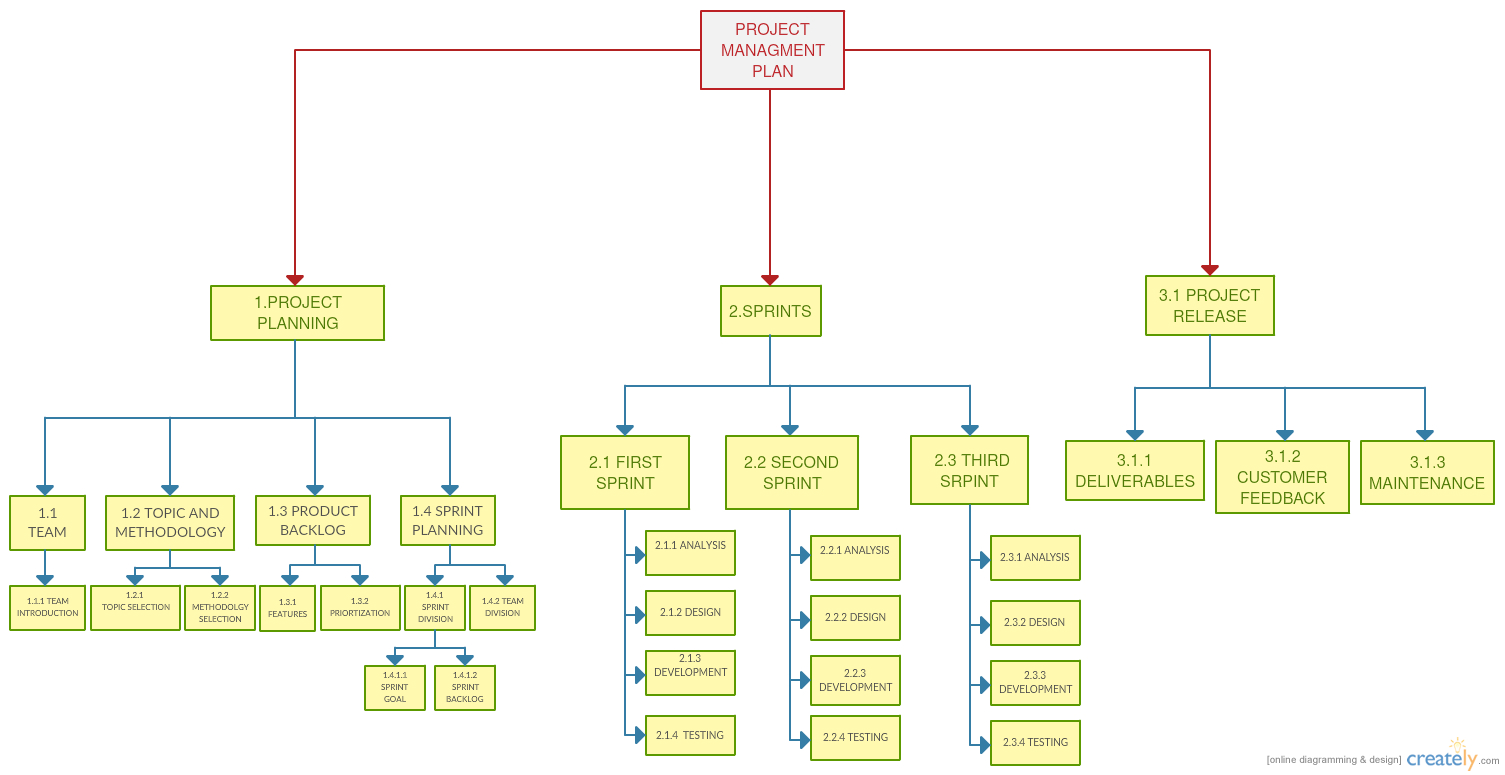 PROJECT
MANAGMENT
PLAN
1.PROJECT
PLANNING
2.SPRINTS
3.1 PROJECT
RELEASE
1.1
TEAM
1.2 TOPIC AND
METHODOLOGY
1.3 PRODUCT
BACKLOG
1.4 SPRINT
PLANNING
1.1.1 TEAM
INTRODUCTION
1.2.1
TOPIC SELECTION
1.2.2
METHODOLGY
SELECTION
1.3.1
FEATURES
1.3.2
PRIORTIZATION
1.4.1
SPRINT
DIVISION
1.4.2 TEAM
DIVISION
1.4.1.1
SPRINT
GOAL
1.4.1.2
SPRINT
BACKLOG
2.1 FIRST
SPRINT
2.1.1 ANALYSIS
2.1.2 DESIGN
2.1.3
DEVELOPMENT
2.1.4 TESTING
2.2 SECOND
SPRINT
2.2.1 ANALYSIS
2.2.2 DESIGN
2.2.3
DEVELOPMENT
2.2.4 TESTING
2.3 THIRD
SRPINT
2.3.1 ANALYSIS
2.3.2 DESIGN
2.3.3
DEVELOPMENT
2.3.4 TESTING
3.1.1
DELIVERABLES
3.1.2
CUSTOMER
FEEDBACK
3.1.3
MAINTENANCE
[online diagramming & design] creately.com